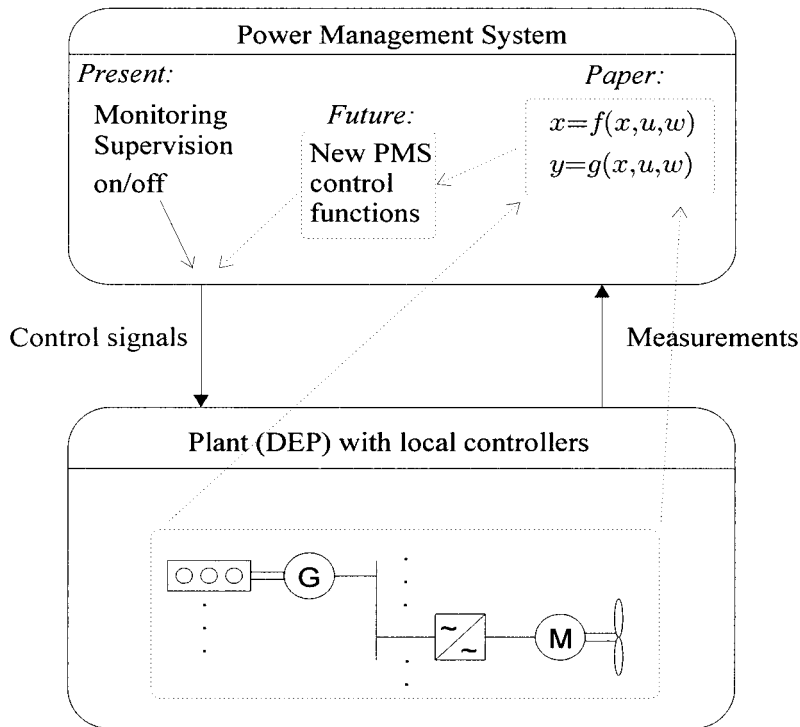 Power Management System
Present:
Monitoring
Supervision
on/off
Future:
New PMS
control
functions
Paper:
x=f(x,u,w)
y=g(x,u,w)
Control signals
Measurements
Plant (DEP) with local controllers
G
~
~
M